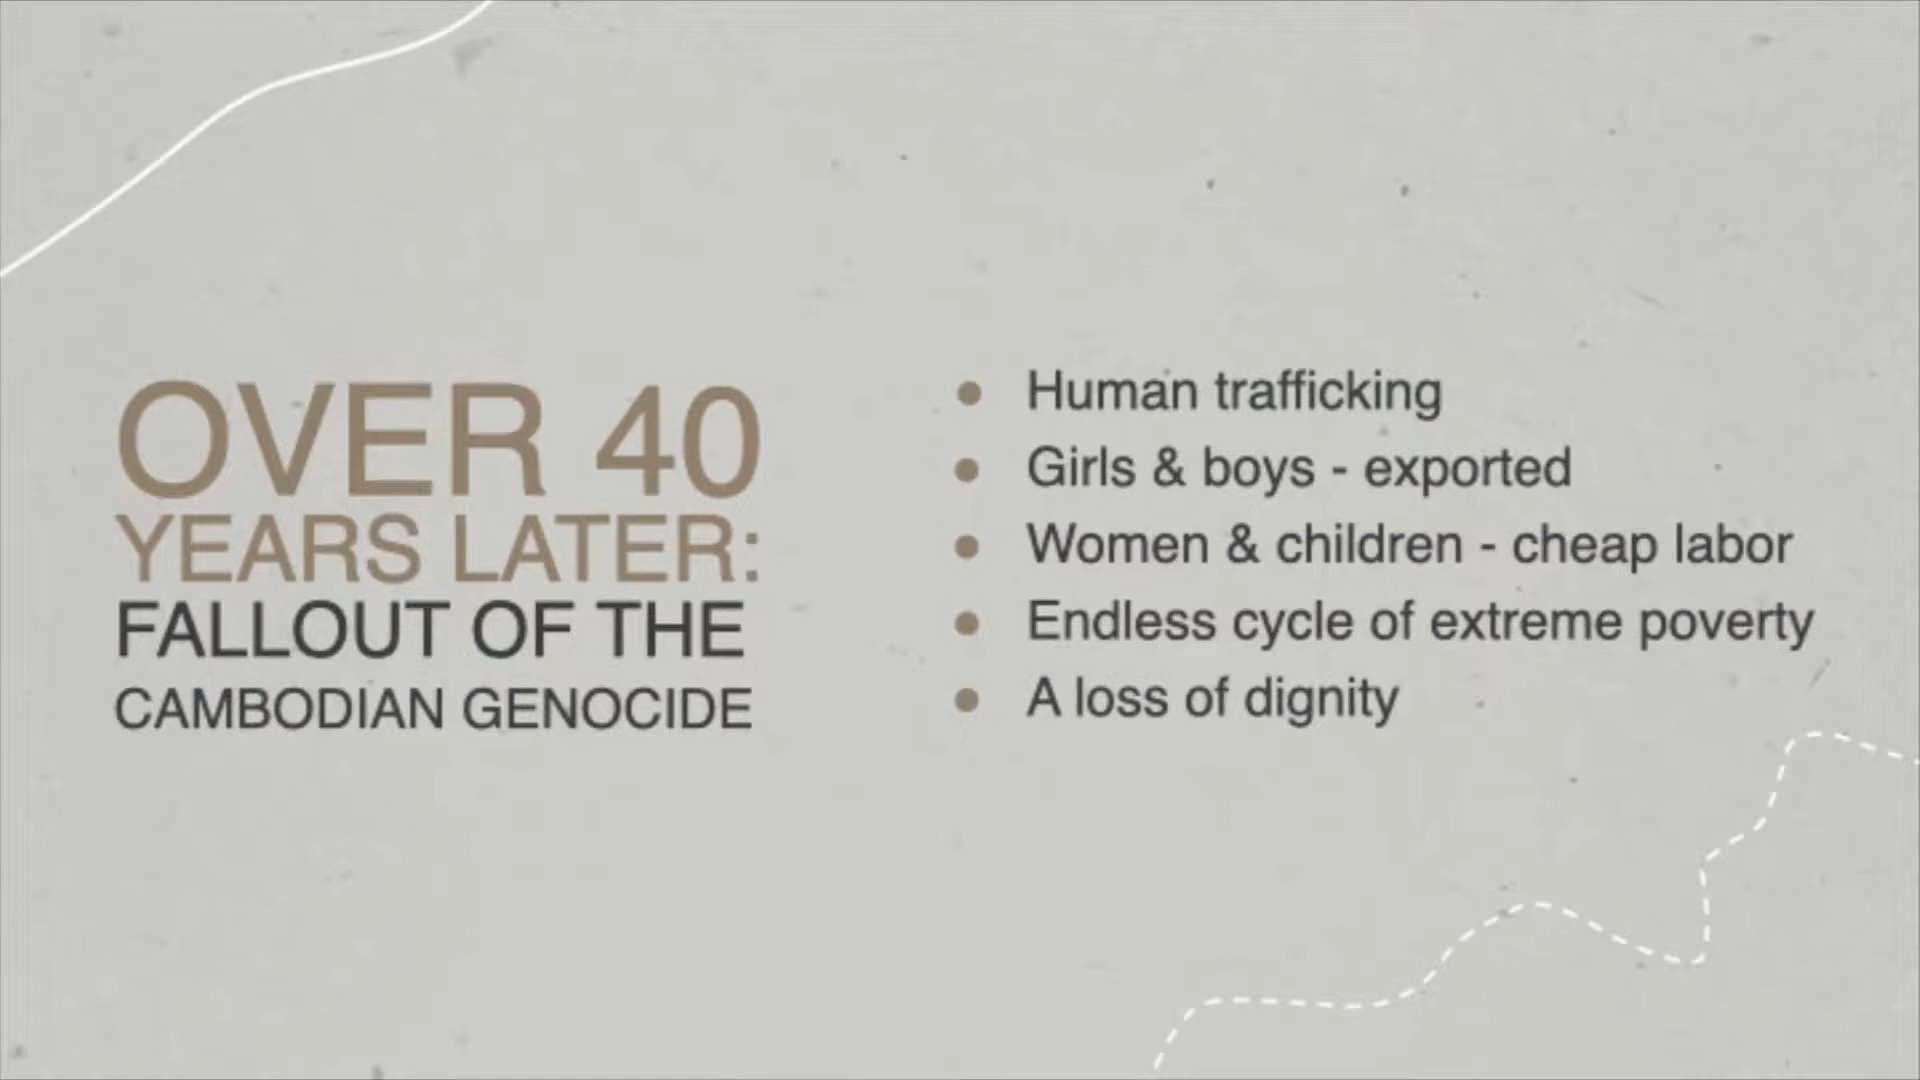 OVER 40
YEARS LATER:
FALLOUT OF THE
CAMBODIAN GENOCIDE
• Human trafficking
• Girls & boys - exported
• Women & children - cheap labor
• Endless cycle of extreme poverty
• A loss of dignity